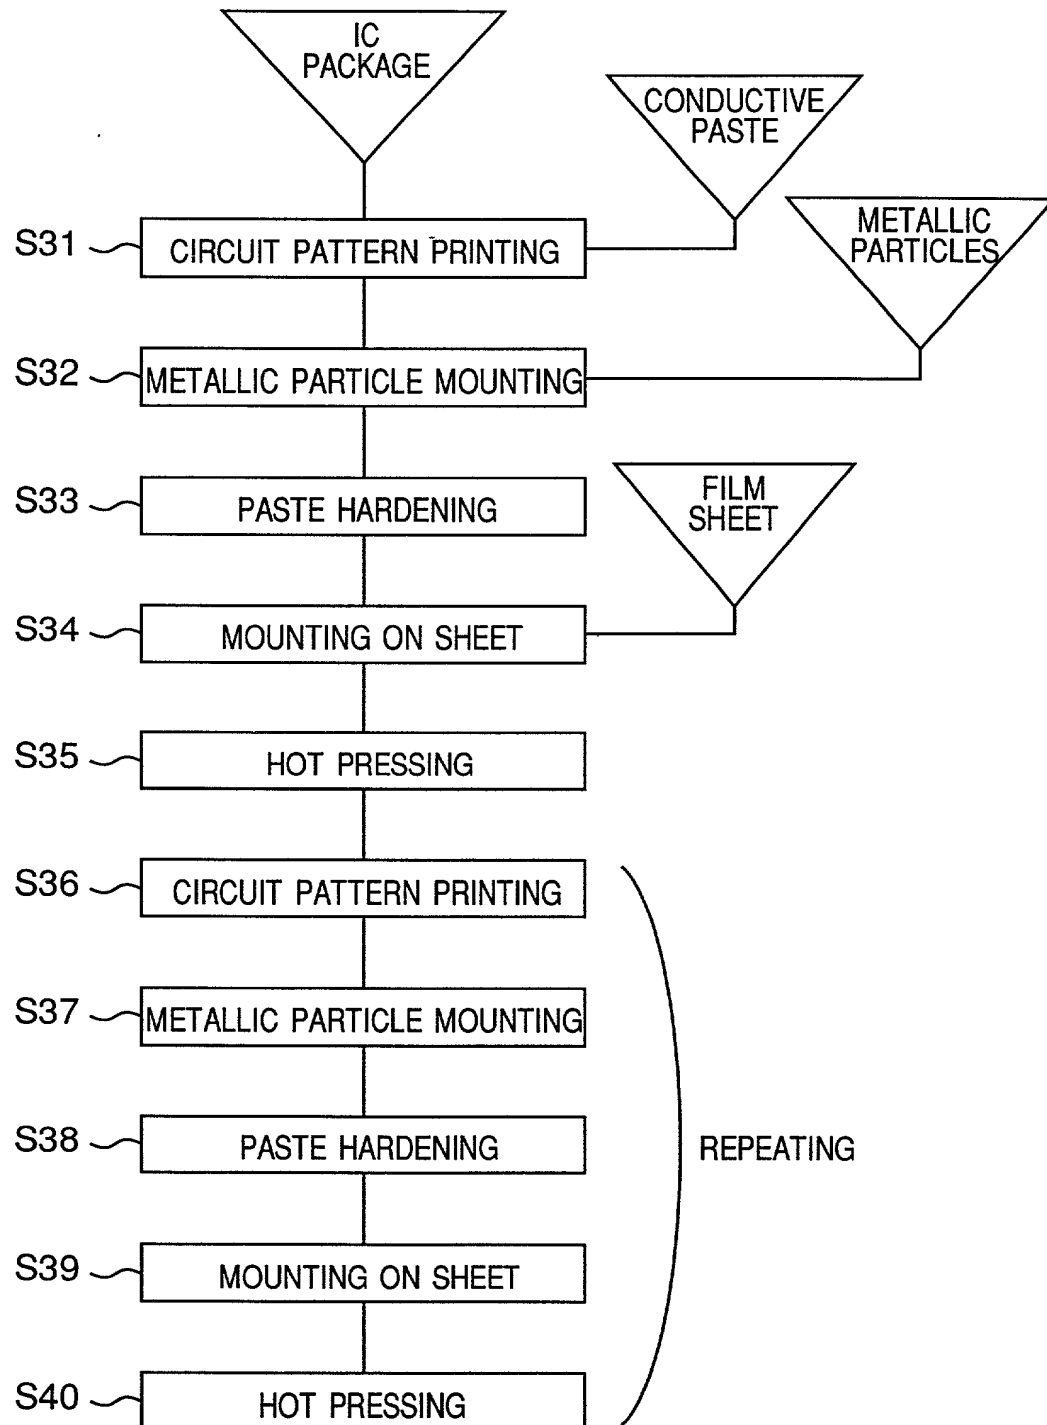 IC
PACKAGE
CONDUCTIVE
PASTE
METALLIC
PARTICLES
S31
CIRCUIT PATTERN PRINTING
S32
METALLIC PARTICLE MOUNTING
S33
PASTE HARDENING
FILM
SHEET
S34
MOUNTING ON SHEET
S35
HOT PRESSING
S36
CIRCUIT PATTERN PRINTING
S37
METALLIC PARTICLE MOUNTING
S38
PASTE HARDENING
REPEATING
S39
MOUNTING ON SHEET
S40
HOT PRESSING